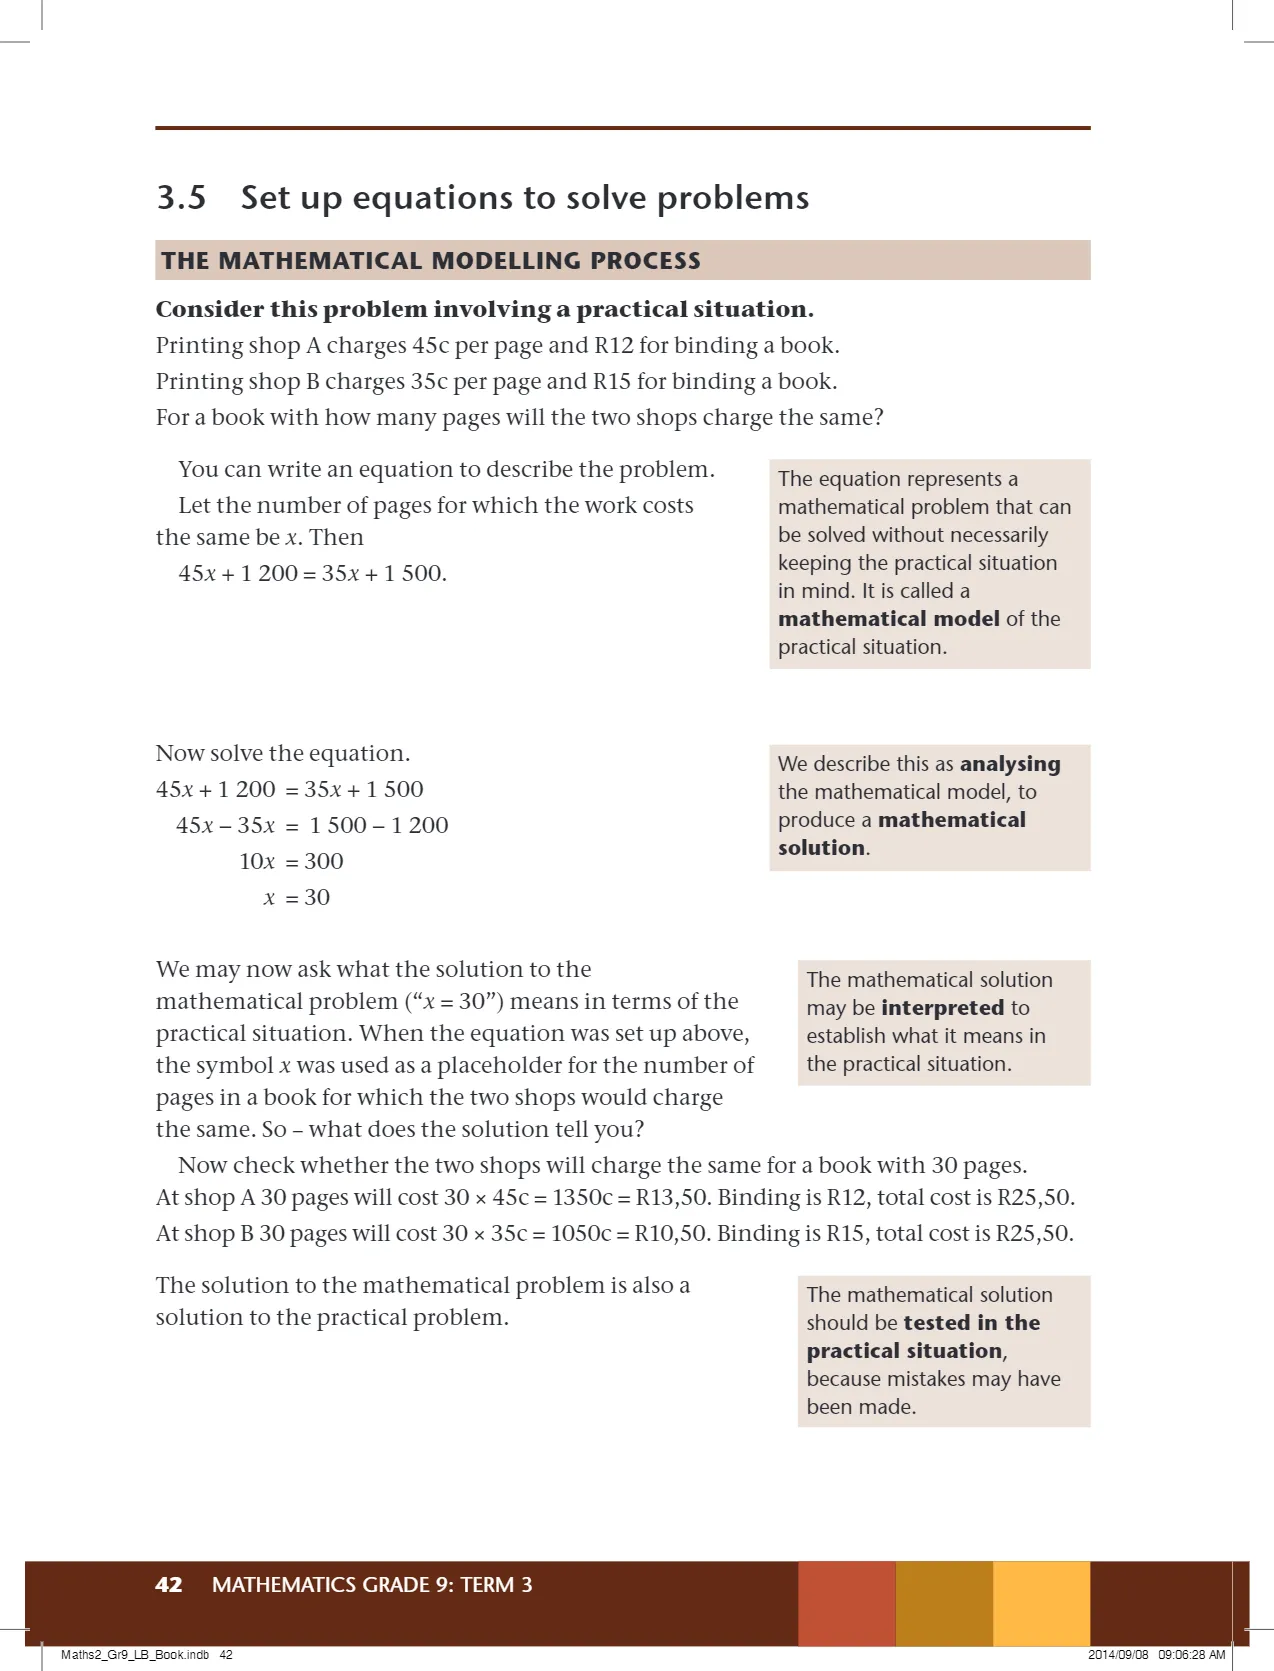 3.5 Set up equations to solve problems
THE MATHEMATICAL MODELLING PROCESS
Consider this problem involving a practical situation.
Printing shop A charges 45c per page and R12 for binding a book.
Printing shop B charges 35c per page and R15 for binding a book.
For a book with how many pages will the two shops charge the same?
You can write an equation to describe the problem.
Let the number of pages for which the work costs
the same be x. Then
45x + 1 200 = 35x + 1 500.
The equation represents a
mathematical problem that can
be solved without necessarily
keeping the practical situation
in mind. It is called a
mathematical model of the
practical situation.
Now solve the equation.
45x + 1 200 = 35x + 1 500
45x – 35x = 1 500 – 1 200
10x = 300
x = 30
We describe this as analysing
the mathematical model, to
produce a mathematical
solution.
We may now ask what the solution to the
mathematical problem (“x = 30”) means in terms of the
practical situation. When the equation was set up above,
the symbol x was used as a placeholder for the number of
pages in a book for which the two shops would charge
the same. So – what does the solution tell you?
The mathematical solution
may be interpreted to
establish what it means in
the practical situation.
Now check whether the two shops will charge the same for a book with 30 pages.
At shop A 30 pages will cost 30 × 45c = 1350c = R13,50. Binding is R12, total cost is R25,50.
At shop B 30 pages will cost 30 × 35c = 1050c = R10,50. Binding is R15, total cost is R25,50.
The solution to the mathematical problem is also a
solution to the practical problem.
The mathematical solution
should be tested in the
practical situation,
because mistakes may have
been made.
42 MATHEMATICS GRADE 9: TERM 3
Maths2_Gr9_LB_Book.indb 42
2014/09/08 09:06:28 AM